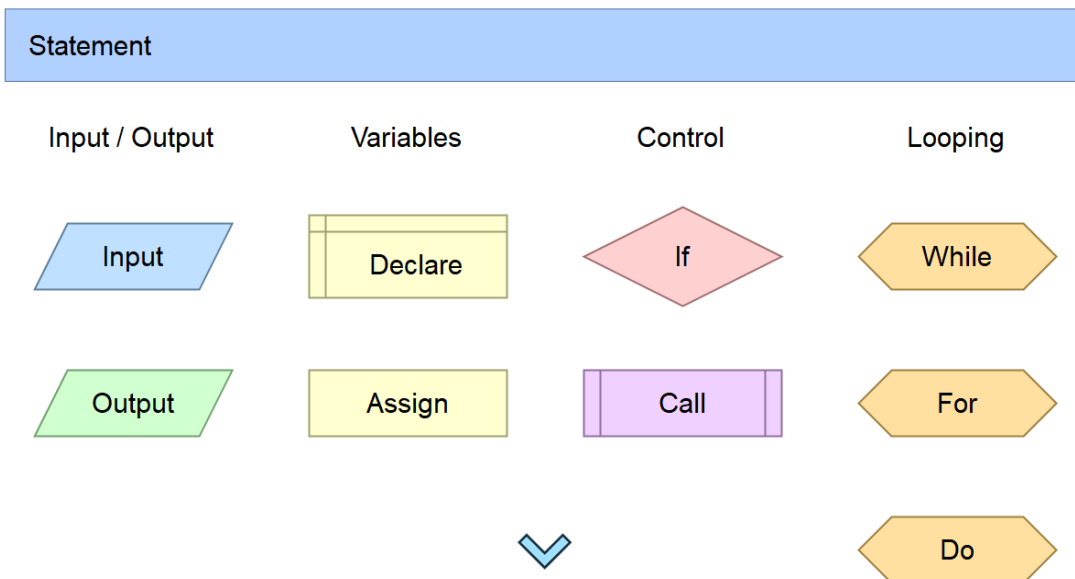 Statement
Input / Output
Variables
Control
Looping
Input
Declare
If
While
Output
Assign
Call
For
Do